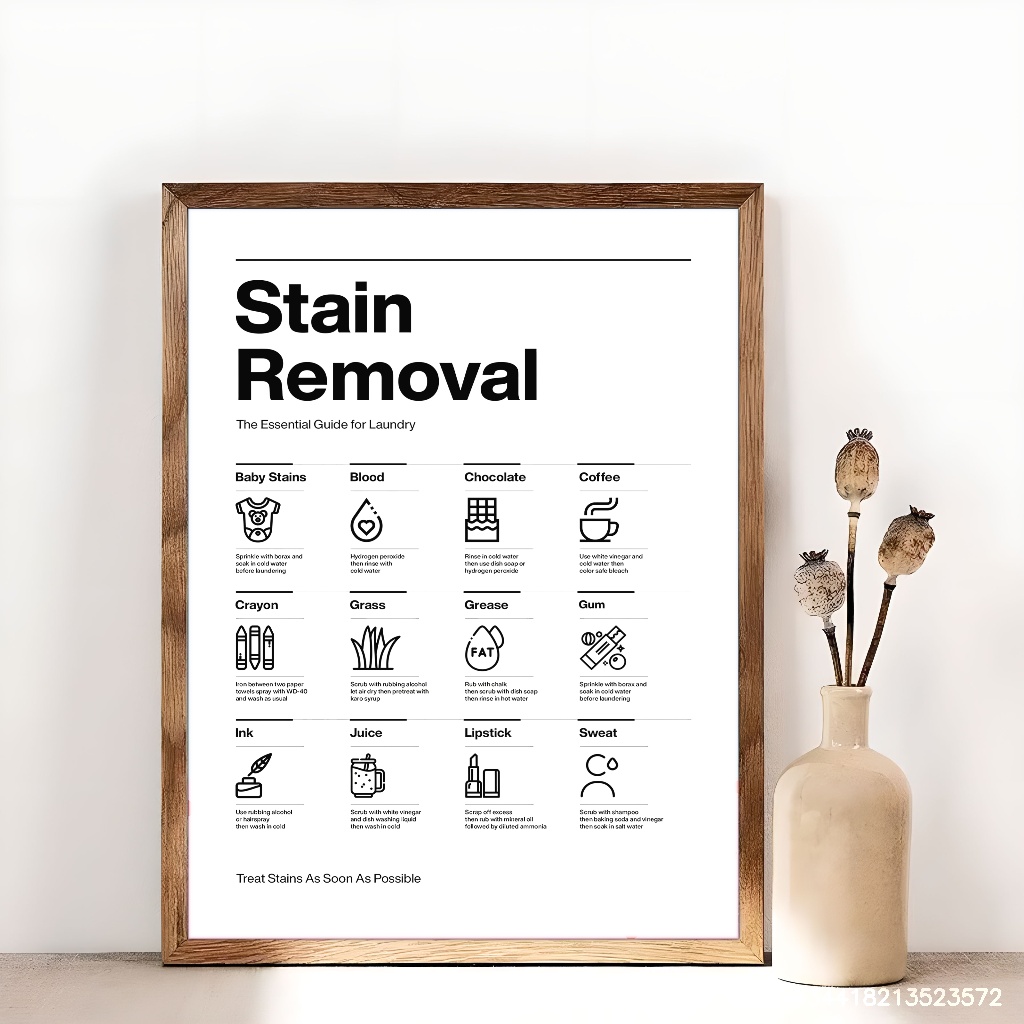 Stain
Removal
The Essential Guide for Laundry
Baby Stains
Sprinkle with borax and
soak in cold water
before laundering
Blood
Hydrogen peroxide
then rinse with
cold water
Chocolate
Rinse in cold water
then use dish soap or
hydrogen peroxide
Coffee
Use white vinegar and
cold water then
color safe bleach
Crayon
Iron between two paper
towels spray with WD-40
and wash as usual
Grass
Scrub with rubbing alcohol
let air dry then pretreat with
karo syrup
Grease
FAT
Rub with chalk
then scrub with dish soap
then rinse in hot water
Gum
Sprinkle with borax and
soak in cold water
before laundering
Ink
Use rubbing alcohol
or hairspray
then wash in cold
Juice
Scrub with white vinegar
and dish washing liquid
then wash in cold
Lipstick
Scrap off excess
then rub with mineral oil
followed by diluted ammonia
Sweat
Scrub with shampoo
then baking soda and vinegar
then soak in salt water
Treat Stains As Soon As Possible
18213523572